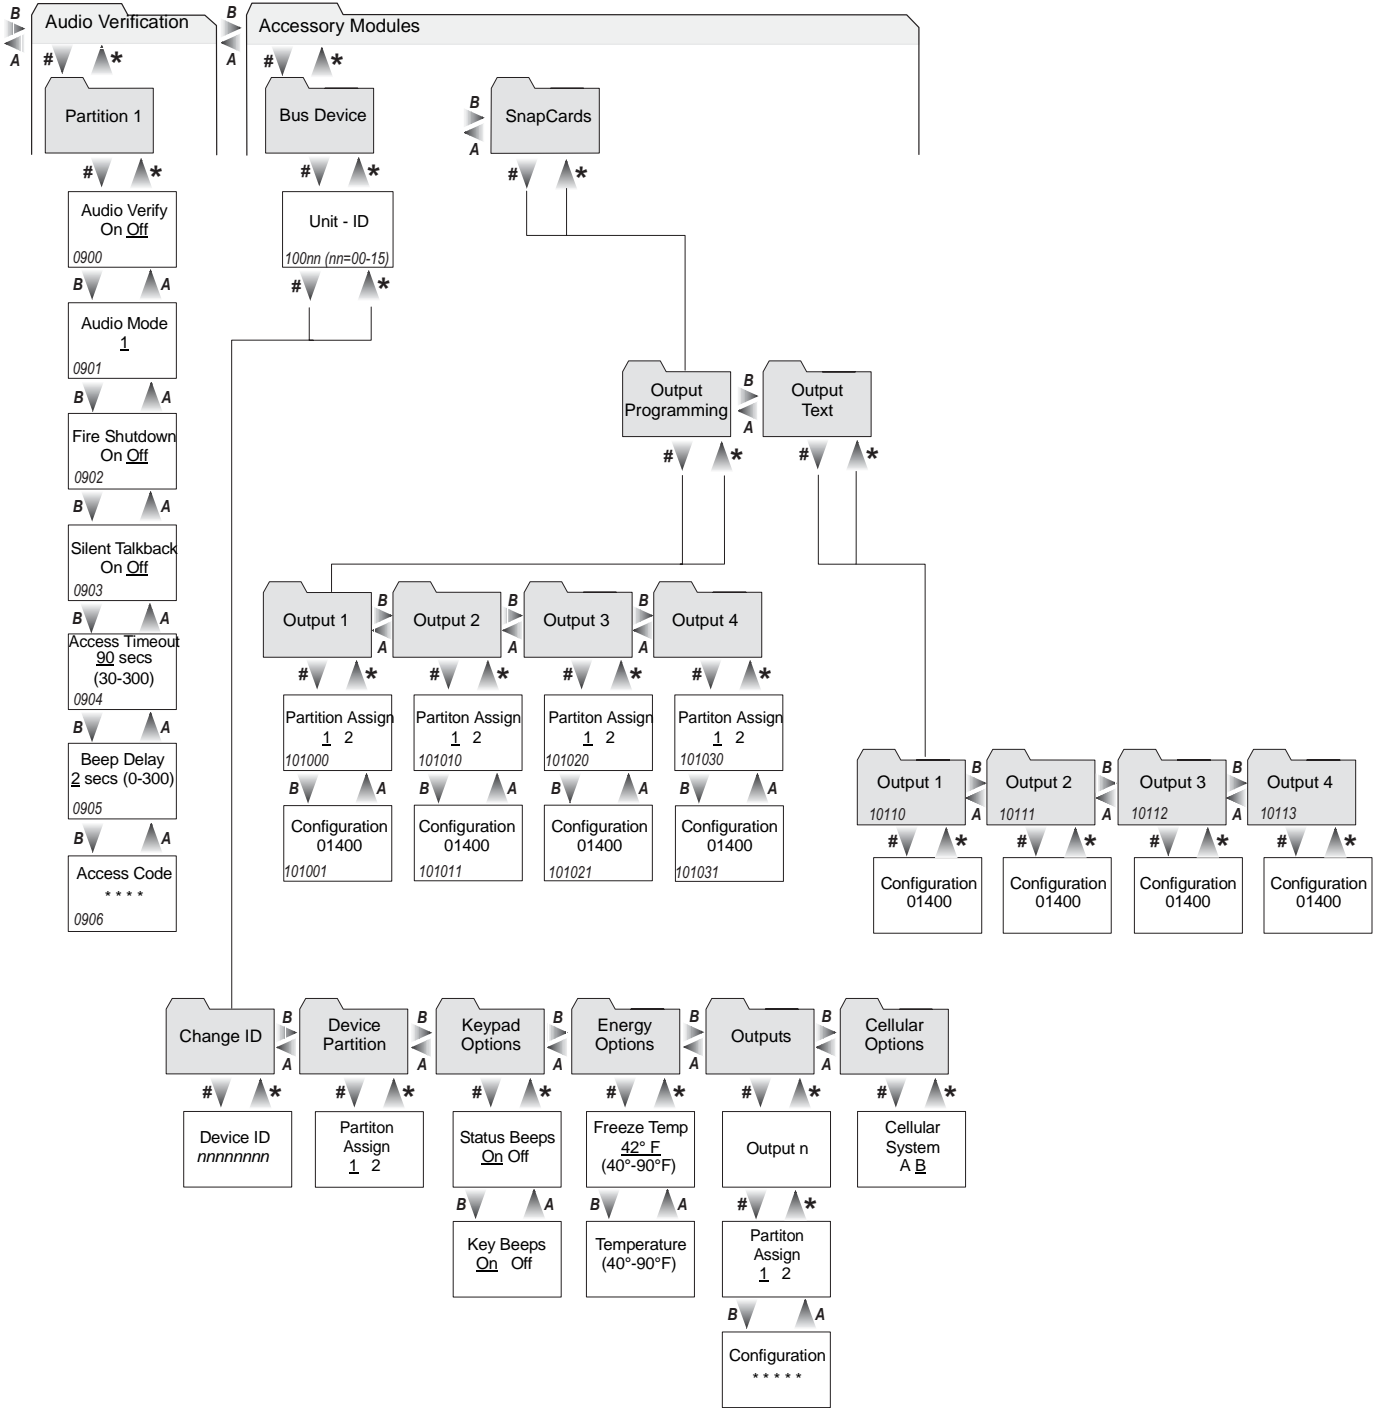 B
A
Audio Verification
B
A
Accessory Modules
# *
Partition 1
# *
Audio Verify
On Off
0900
B A
Audio Mode
1
0901
B A
Fire Shutdown
On Off
0902
B A
Silent Talkback
On Off
0903
B A
Access Timeout
90 secs
(30-300)
0904
B A
Beep Delay
2 secs (0-300)
0905
B A
Access Code
* * * *
0906
# *
Bus Device
# *
Unit - ID
100nn (nn=00-15)
# *
B
A
SnapCards
# *
Output
Programming
B
A
Output
Text
# *
# *
Output 1
B
A
Output 2
B
A
Output 3
B
A
Output 4
# *
# *
# *
# *
Partition Assign
1 2
101000
Partiton Assign
1 2
101010
Partition Assign
1 2
101020
Partiton Assign
1 2
101030
B A
B A
B A
B A
Configuration
01400
101001
Configuration
01400
101011
Configuration
01400
101021
Configuration
01400
101031
Output 1
10110
B
A
Output 2
10111
B
A
Output 3
10112
B
A
Output 4
10113
# *
# *
# *
# *
Configuration
01400
Configuration
01400
Configuration
01400
Configuration
01400
Change ID
B
A
Device
Partition
B
A
Keypad
Options
B
A
Energy
Options
B
A
Outputs
B
A
Cellular
Options
# *
# *
# *
# *
# *
# *
Device ID
nnnnnnnn
Partiton
Assign
1 2
Status Beeps
On Off
Freeze Temp
42° F
(40°-90°F)
Output n
Cellular
System
A B
B A
B A
# *
Key Beeps
On Off
Temperature
(40°-90°F)
Partiton
Assign
1 2
B A
Configuration
* * * * *